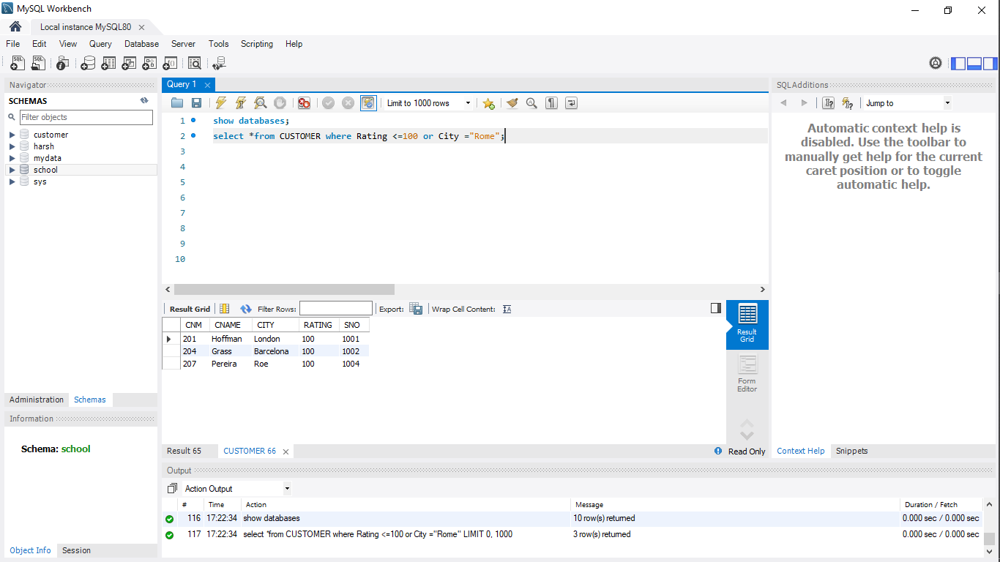 MySQL Workbench
Local instance MySQL80
File Edit View Query Database Server Tools Scripting Help
Navigator
SCHEMAS
Filter objects
customer
harsh
mydata
school
sys
Administration Schemas
Information
Schema: school
Object Info Session
Query 1
Limit to 1000 rows
1 show databases;
2 select *from CUSTOMER where Rating <=100 or City ="Rome";
3
4
5
6
7
8
9
10
Result Grid Filter Rows: Export: Wrap Cell Content:
CNM CNAME CITY RATING SNO
201 Hoffman London 100 1001
204 Grass Barcelona 100 1002
207 Pereira Roe 100 1004
Result
Grid
Form
Editor
Result 65 CUSTOMER 66 Read Only
SQLAdditions
Jump to
Automatic context help is
disabled. Use the toolbar to
manually get help for the current
caret position or to toggle
automatic help.
Context Help Snippets
Output
Action Output
# Time Action Message Duration / Fetch
116 17:22:34 show databases 10 row(s) returned 0.000 sec / 0.000 sec
117 17:22:34 select *from CUSTOMER where Rating <=100 or City ="Rome" LIMIT 0, 1000 3 row(s) returned 0.000 sec / 0.000 sec